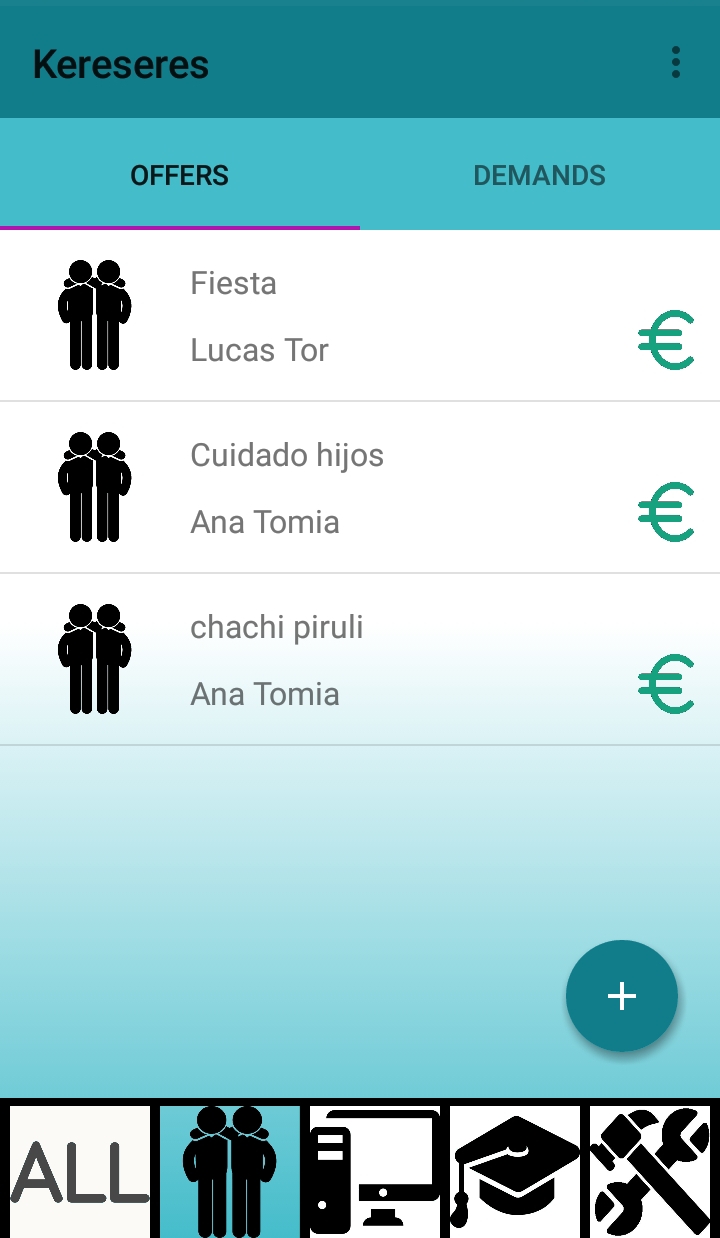 Kereseres
OFFERS
DEMANDS
Fiesta
Lucas Tor
€
Cuidado hijos
Ana Tomia
€
chachi piruli
Ana Tomia
€
+
ALL